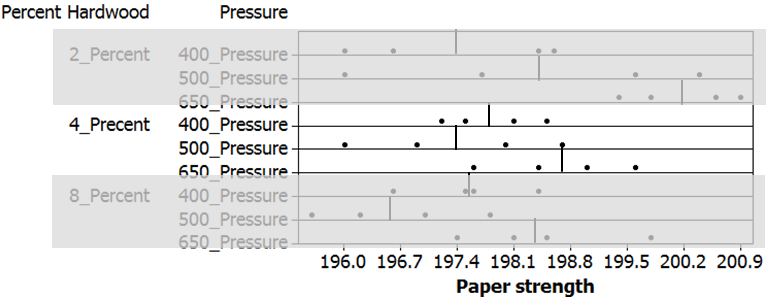 Percent Hardwood Pressure
2_Percent 400_Pressure
500_Pressure
650_Pressure
4_Precent 400_Pressure
500_Pressure
650_Pressure
8_Percent 400_Pressure
500_Pressure
650_Pressure
196.0 196.7 197.4 198.1 198.8 199.5 200.2 200.9
Paper strength